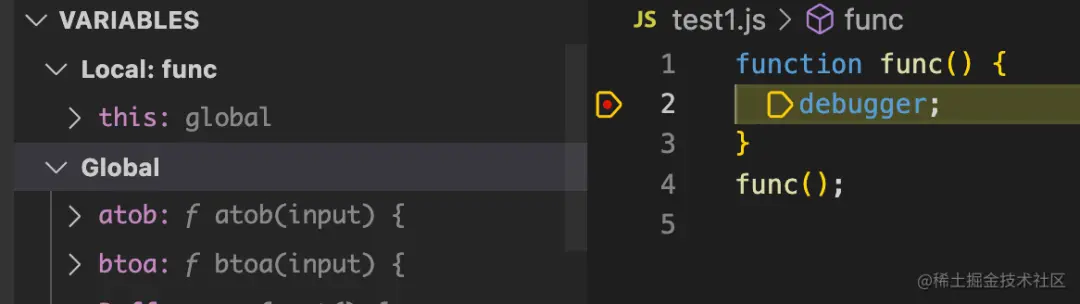 VARIABLES
Local: func
this: global
Global
atob: ƒ atob(input) {
btoa: ƒ btoa(input) {
JS test1.js > func
1 function func() {
2 debugger;
3 }
4 func();
5
@稀土掘金技术社区